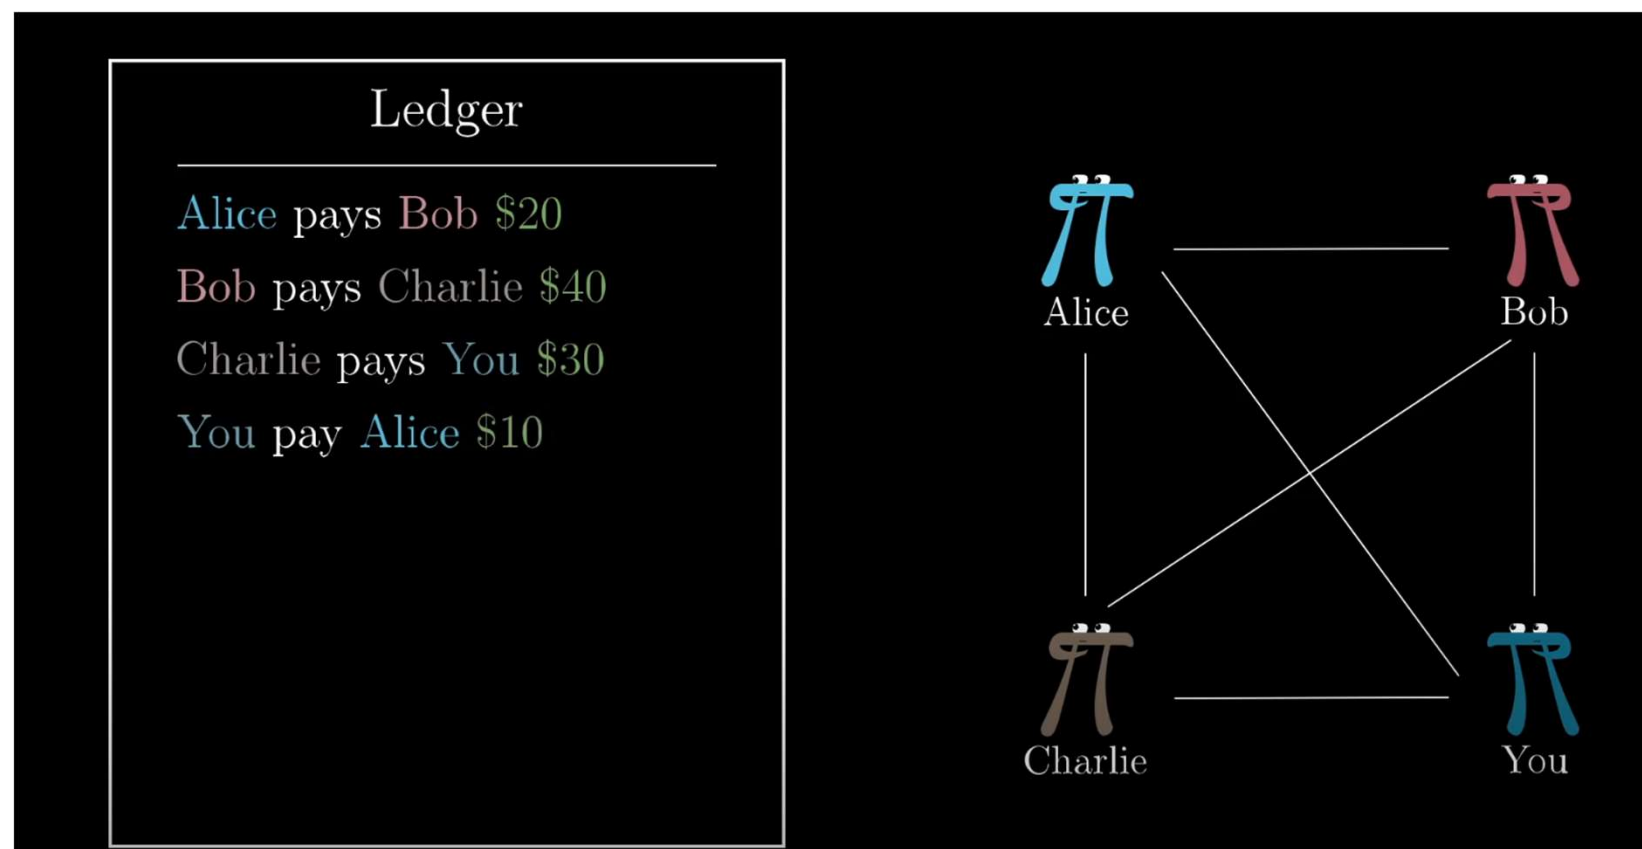 Ledger
Alice pays Bob $20
Bob pays Charlie $40
Charlie pays You $30
You pay Alice $10
Alice
Bob
Charlie
You